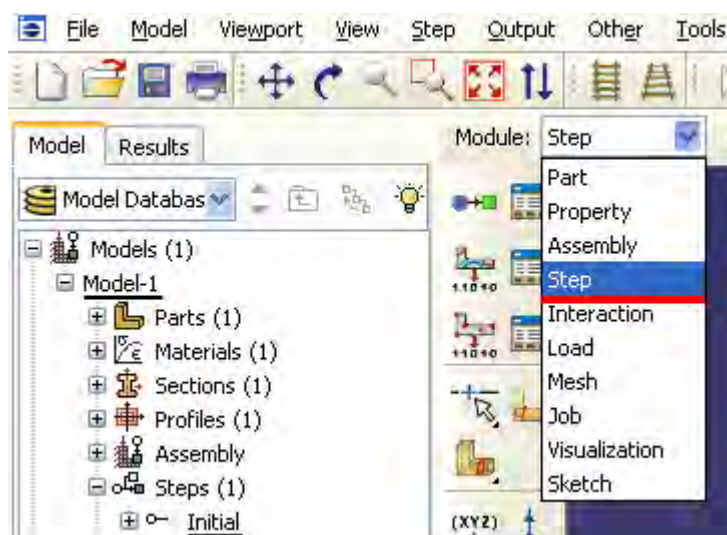 File Model Viewport View Step Output Other Tools
Model Results
Module: Step
Model Databas
Part
Property
Assembly
Step
Interaction
Load
Mesh
Job
Visualization
Sketch
Models (1)
Model-1
Parts (1)
Materials (1)
Sections (1)
Profiles (1)
Assembly
Steps (1)
Initial
(XYZ)